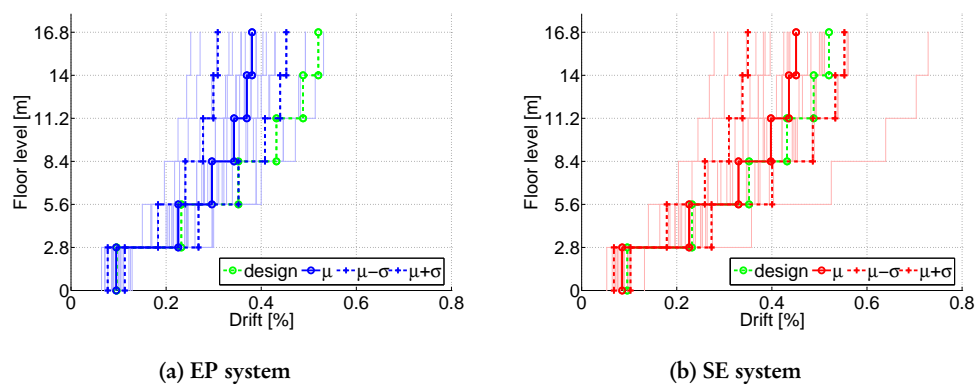 16.8
14
11.2
8.4
5.6
2.8
0
Floor level [m]
0 0.2 0.4 0.6 0.8
Drift [%]
design μ μ−σ μ+σ
(a) EP system
16.8
14
11.2
8.4
5.6
2.8
0
Floor level [m]
0 0.2 0.4 0.6 0.8
Drift [%]
design μ μ−σ μ+σ
(b) SE system